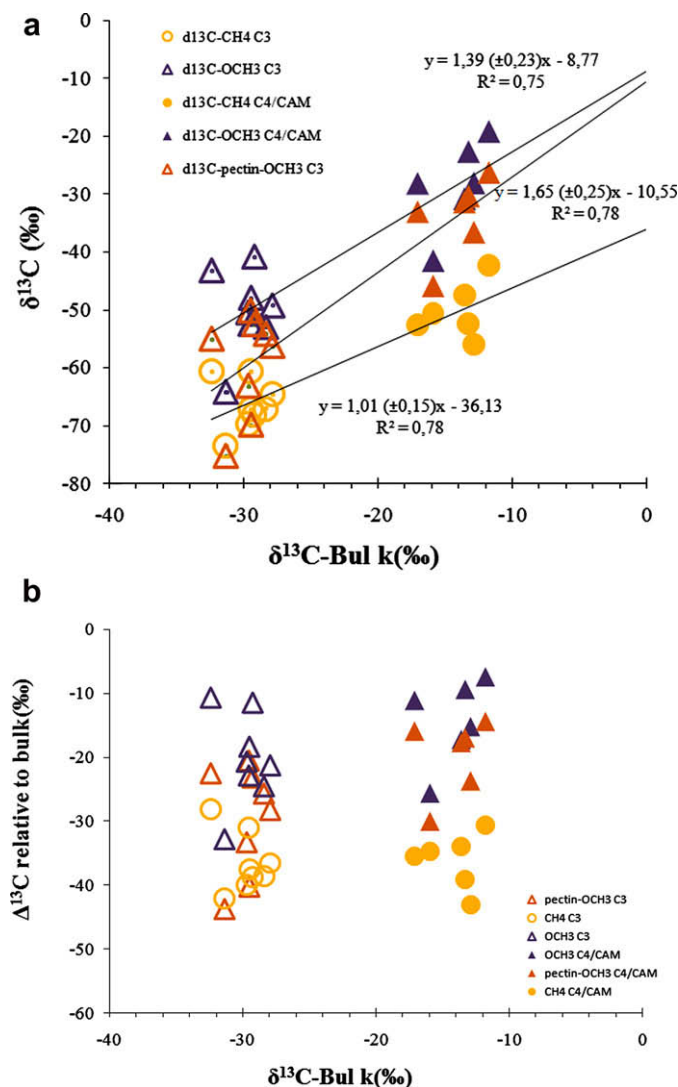 a
0
-10
-20
-30
-40
-50
-60
-70
-80
δ¹³C (‰)
d13C-CH4 C3
d13C-OCH3 C3
d13C-CH4 C4/CAM
d13C-OCH3 C4/CAM
d13C-pectin-OCH3 C3
y = 1,39 (±0,23)x - 8,77
R² = 0,75
y = 1,65 (±0,25)x - 10,55
R² = 0,78
y = 1,01 (±0,15)x - 36,13
R² = 0,78
-40 -30 -20 -10 0
δ¹³C-Bul k(‰)
b
0
-10
-20
-30
-40
-50
-60
Δ¹³C relative to bulk(‰)
pectin-OCH3 C3
CH4 C3
OCH3 C3
OCH3 C4/CAM
pectin-OCH3 C4/CAM
CH4 C4/CAM
-40 -30 -20 -10 0
δ¹³C-Bul k(‰)